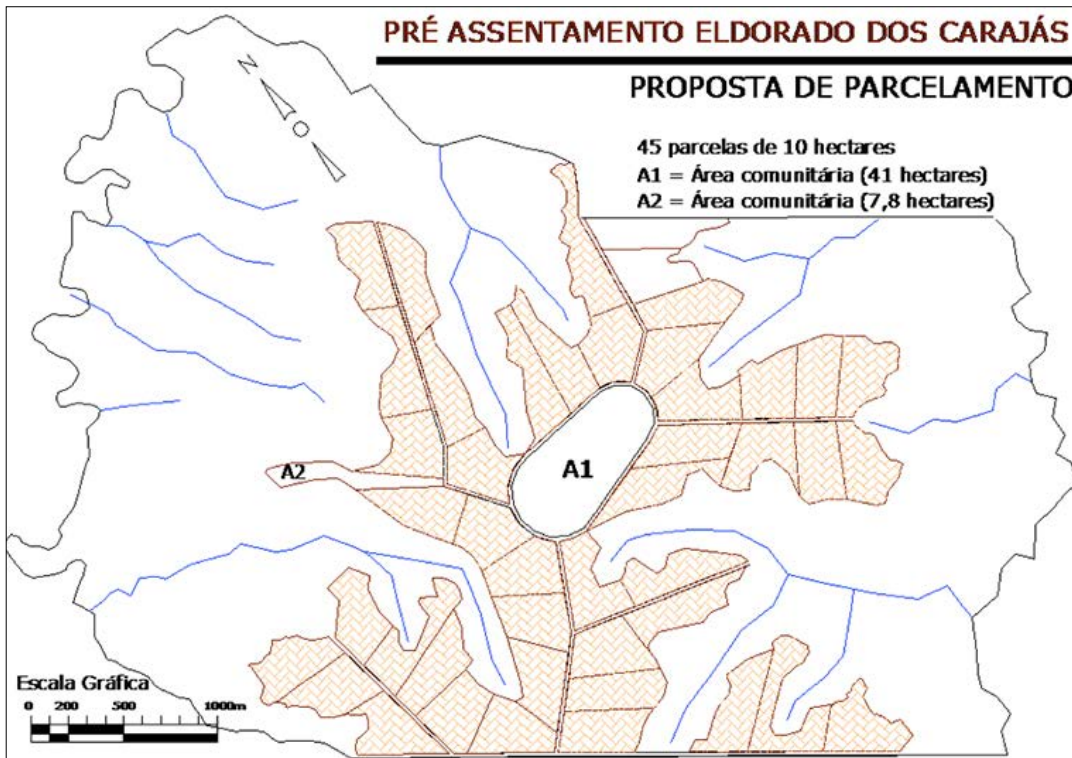 PRÉ ASSENTAMENTO ELDORADO DOS CARAJÁS
PROPOSTA DE PARCELAMENTO
45 parcelas de 10 hectares
A1 = Área comunitária (41 hectares)
A2 = Área comunitária (7,8 hectares)
N
A1
A2
Escala Gráfica
0 200 500 1000m